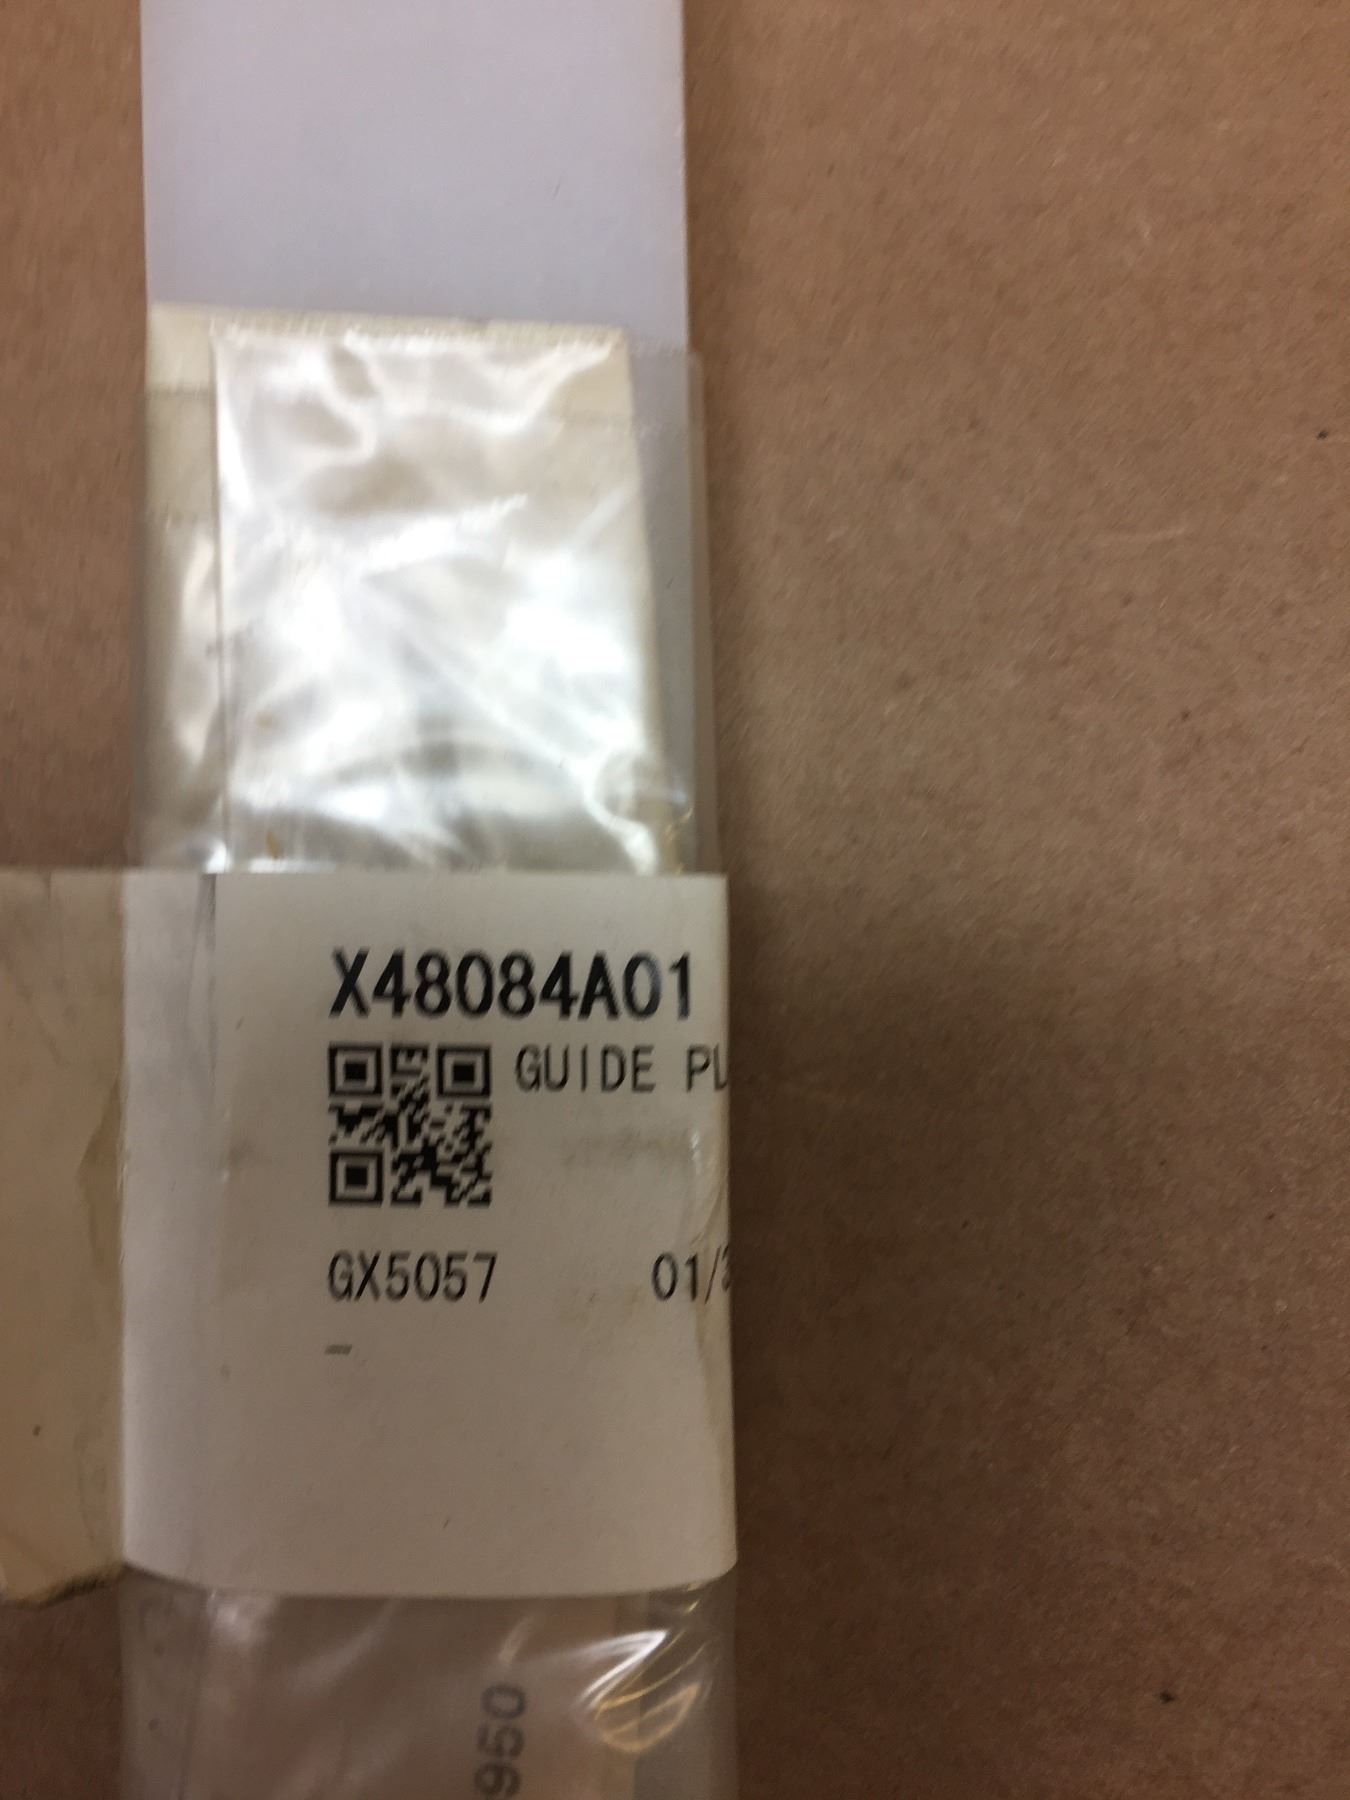 X48084A01
GUIDE PL
GX5057 01/
-
950